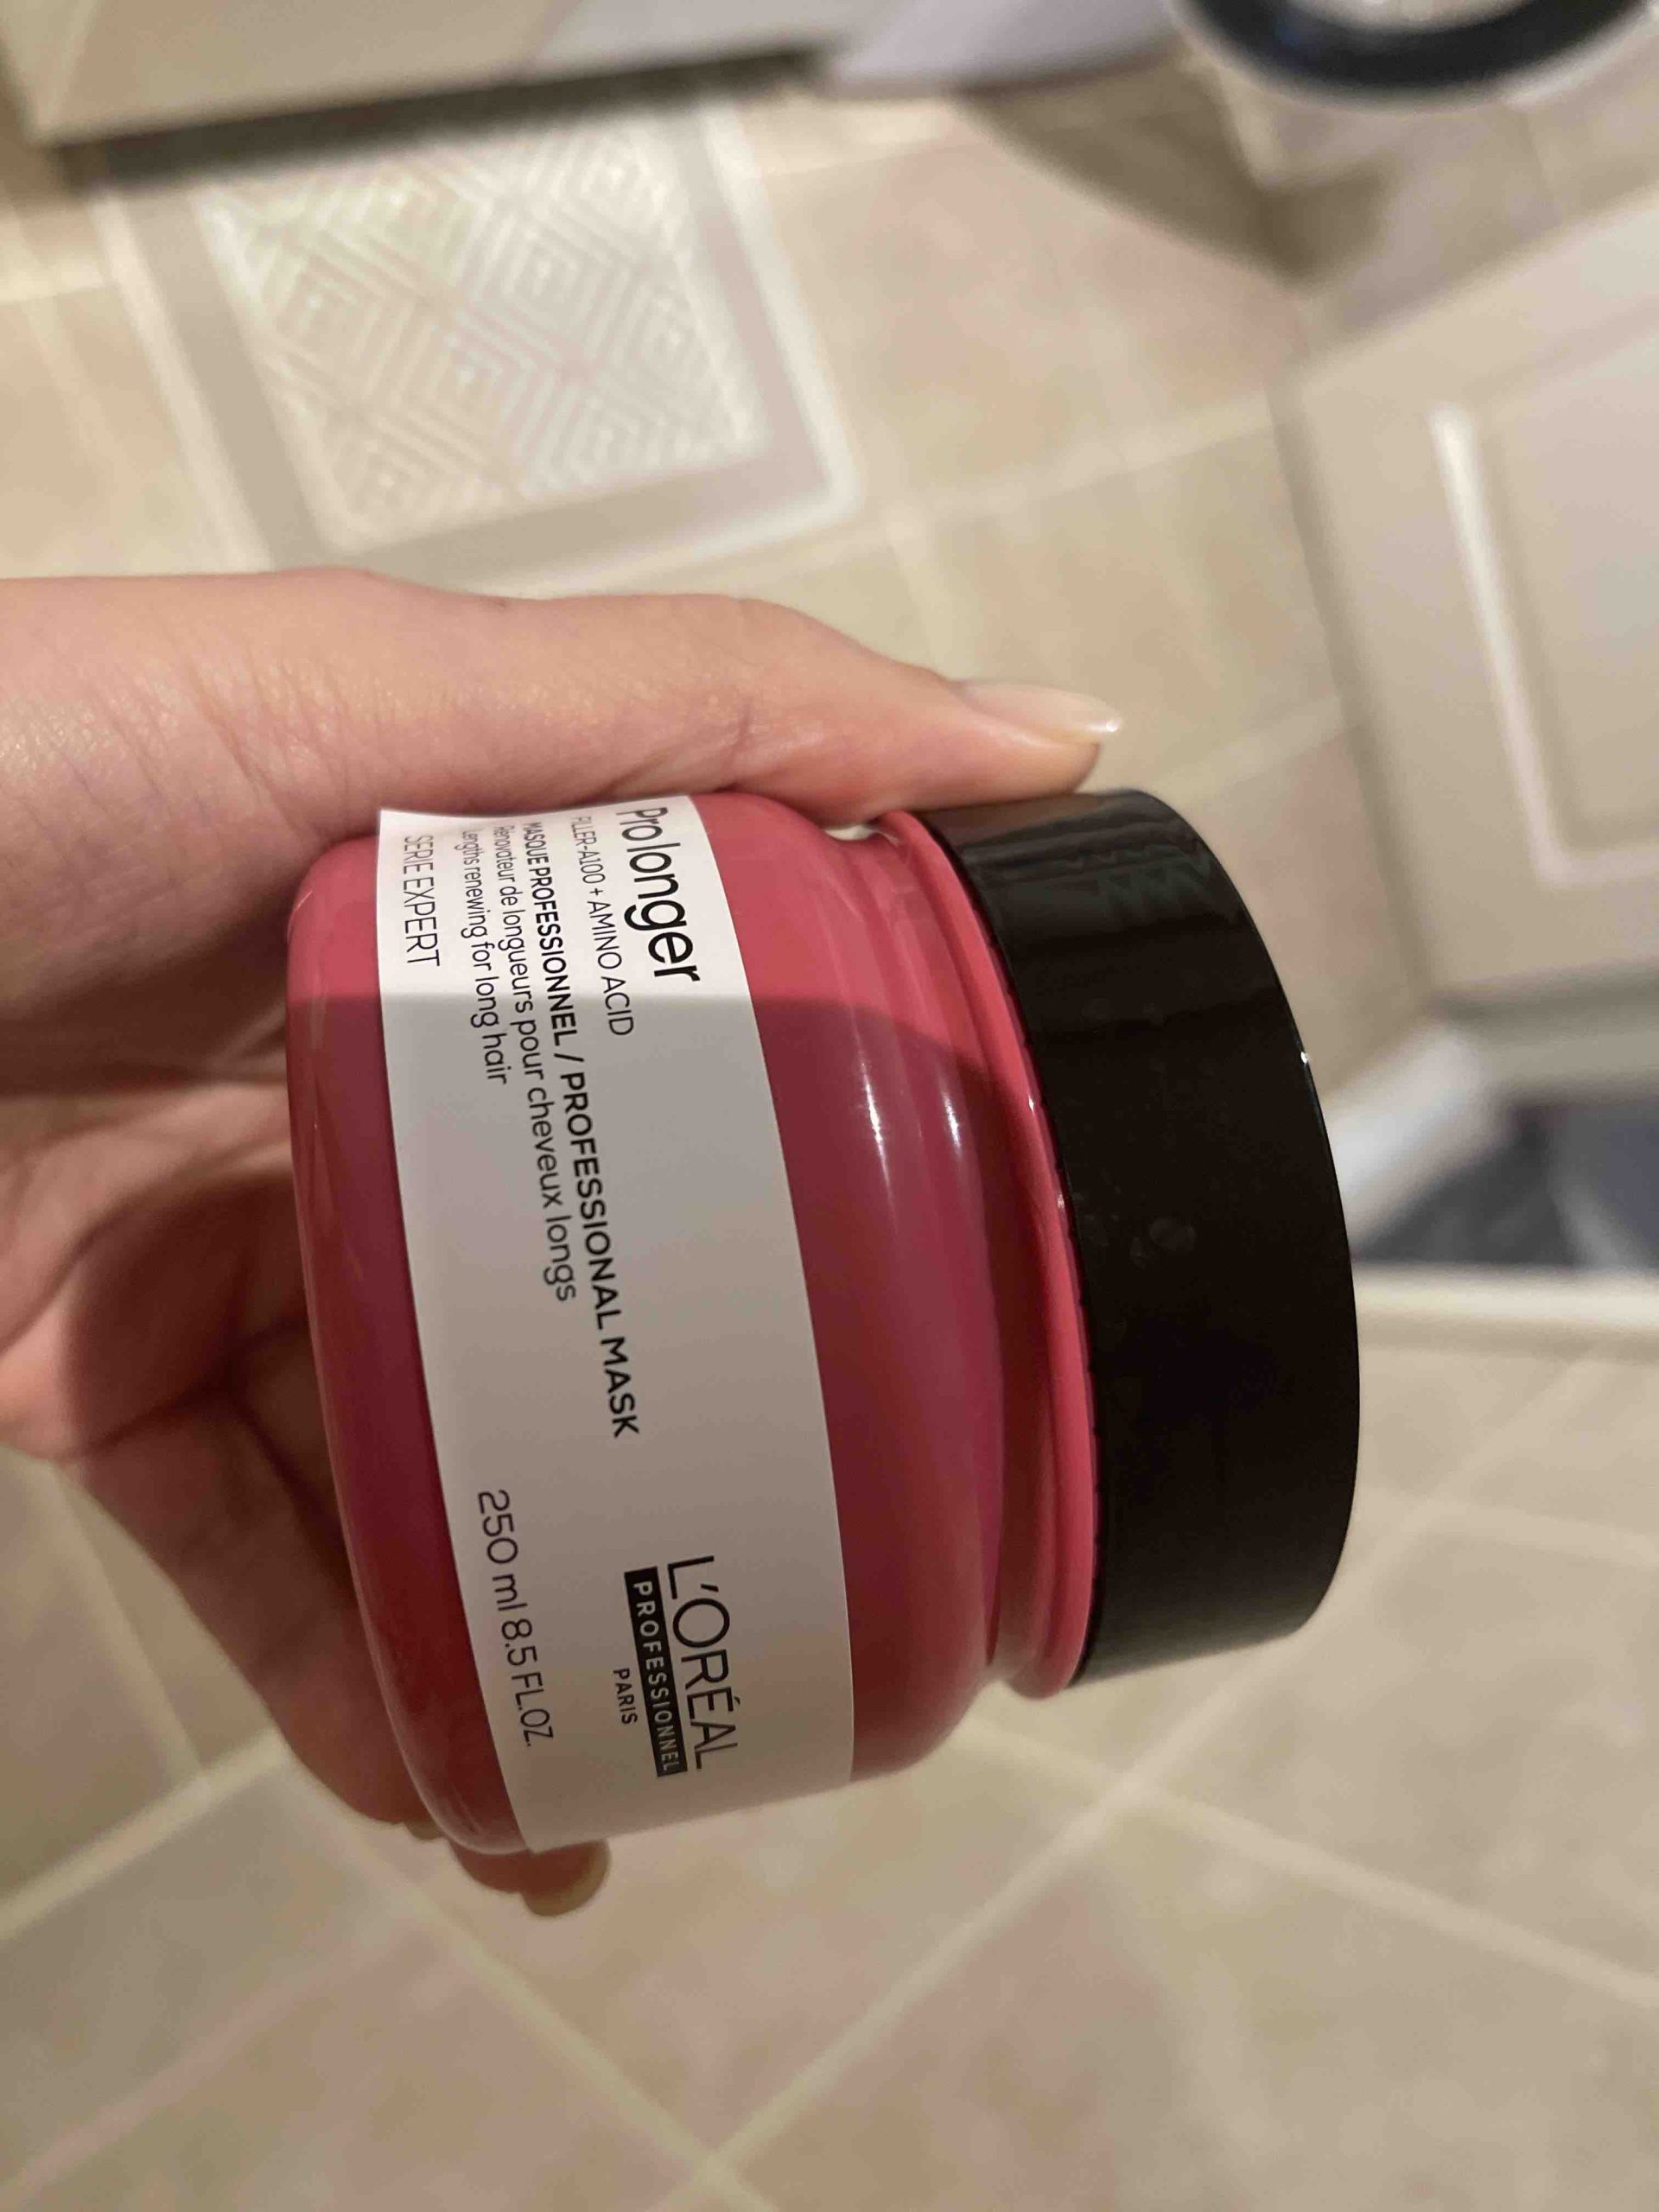 Pro longer
FILLER-A100 + AMINO ACID
MASQUE PROFESSIONNEL / PROFESSIONAL MASK
Rénovateur de longueurs pour cheveux longs
Lengths renewing for long hair
SERIE EXPERT
L'ORÉAL
PROFESSIONNEL
PARIS
250 ml 8.5 FL.OZ.